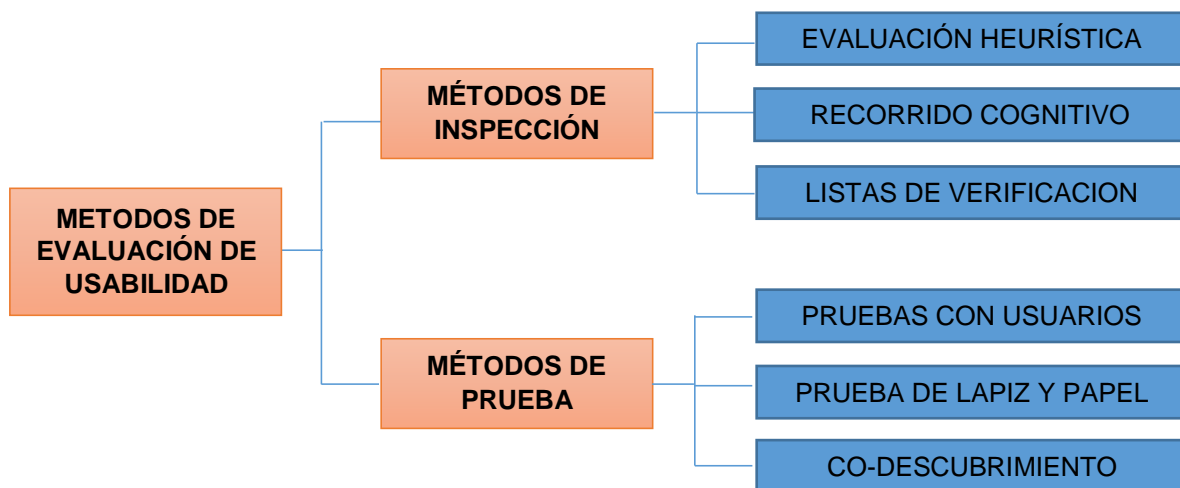 METODOS DE
EVALUACIÓN DE
USABILIDAD
MÉTODOS DE
INSPECCIÓN
EVALUACIÓN HEURÍSTICA
RECORRIDO COGNITIVO
LISTAS DE VERIFICACION
MÉTODOS DE
PRUEBA
PRUEBAS CON USUARIOS
PRUEBA DE LAPIZ Y PAPEL
CO-DESCUBRIMIENTO